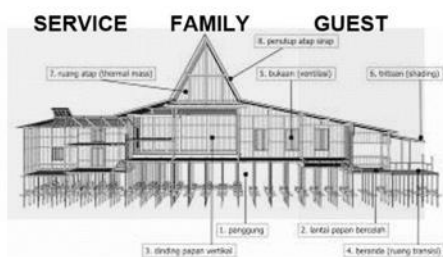 SERVICE FAMILY GUEST
8. penutup atap sirap
7. ruang atap (thermal mass)
5. bukaan (ventilasi)
6. tritisan (shading)
1. panggung
2. lantai papan bercelah
3. dinding papan vertikal
4. beranda (ruang transisi)